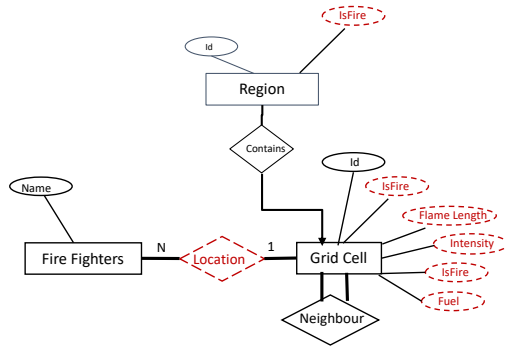 IsFire
Id
Region
Contains
Id
IsFire
Name
Flame Length
N
1
Intensity
Fire Fighters
Location
Grid Cell
IsFire
Fuel
Neighbour